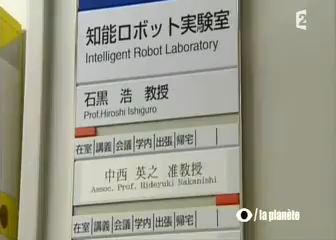 2
知能ロボット実験室
Intelligent Robot Laboratory
石黒 浩 教授
Prof.Hiroshi Ishiguro
在室 講義 会議 学内 出張 帰宅
中西 英之 准教授
Assoc. Prof. Hideyuki Nakanishi
在室 講義 会議 学内 出張 帰宅
/la planète